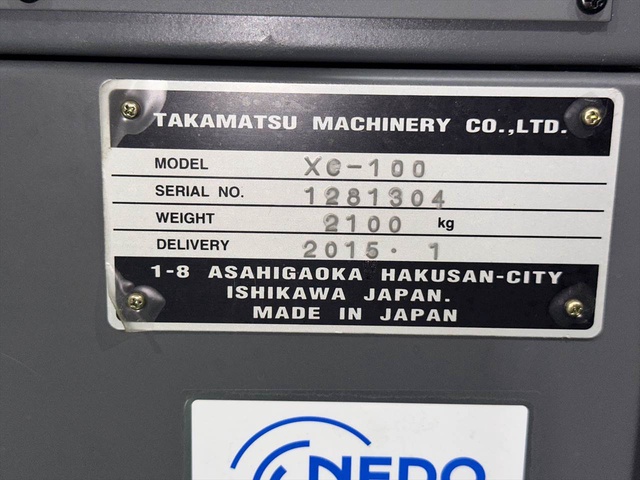 TAKAMATSU MACHINERY CO.,LTD.
MODEL XC-100
SERIAL NO. 1281304
WEIGHT 2100 kg
DELIVERY 2015・1
1-8 ASAHIGAOKA HAKUSAN-CITY
ISHIKAWA JAPAN.
MADE IN JAPAN
NEDO